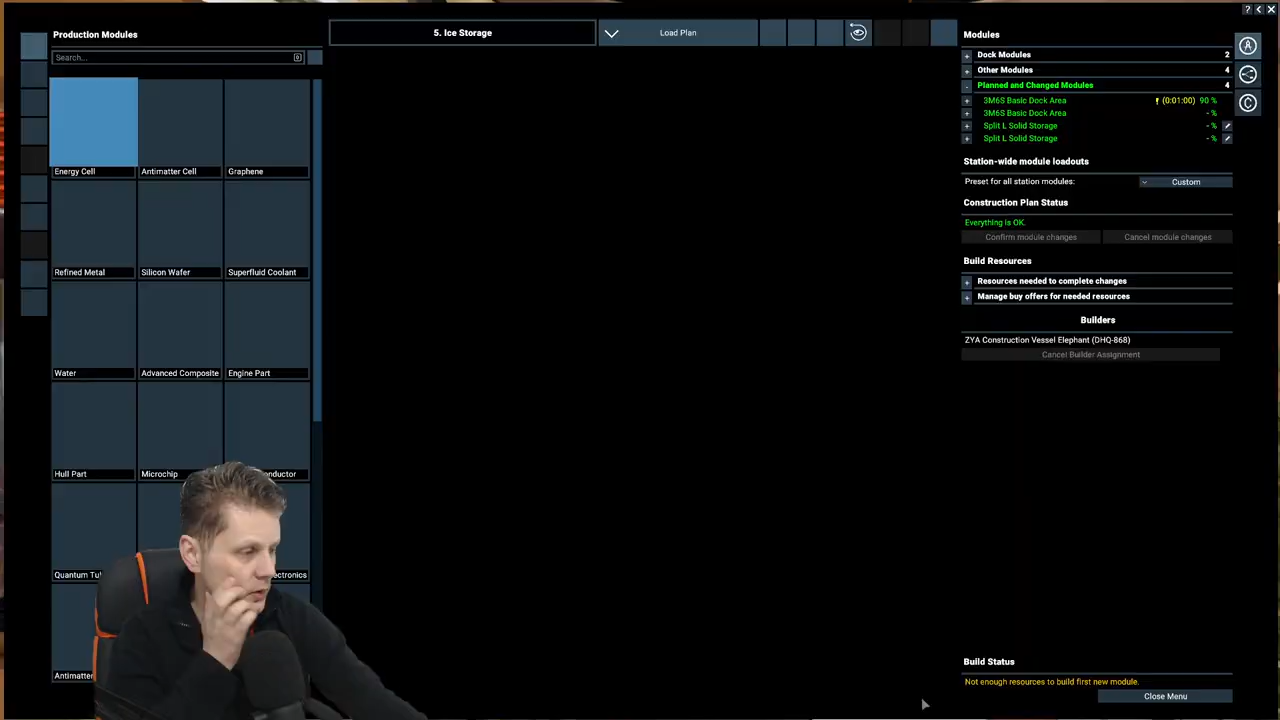 ? < X
Production Modules
Search...
Energy Cell
Antimatter Cell
Graphene
Refined Metal
Silicon Wafer
Superfluid Coolant
Water
Advanced Composite
Engine Part
Hull Part
Microchip
onductor
Quantum Tu
ectronics
Antimatter
5. Ice Storage
Load Plan
Modules
+ Dock Modules 2
+ Other Modules 4
- Planned and Changed Modules 4
+ 3M6S Basic Dock Area ! (0:01:00) 90 %
+ 3M6S Basic Dock Area - %
+ Split L Solid Storage - %
+ Split L Solid Storage - %
Station-wide module loadouts
Preset for all station modules: Custom
Construction Plan Status
Everything is OK.
Confirm module changes Cancel module changes
Build Resources
+ Resources needed to complete changes
+ Manage buy offers for needed resources
Builders
ZYA Construction Vessel Elephant (DHQ-868)
Cancel Builder Assignment
Build Status
Not enough resources to build first new module.
Close Menu